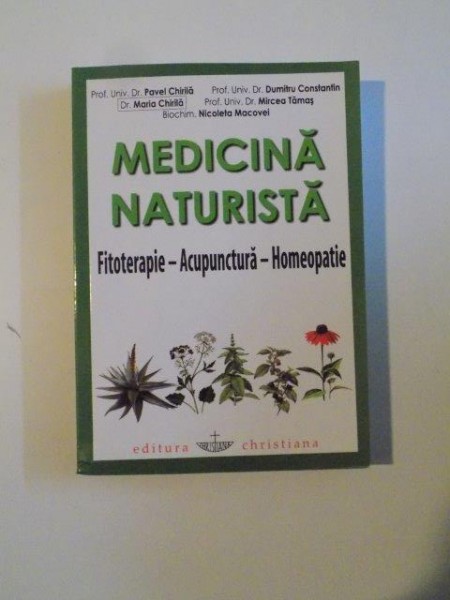 Prof. Univ. Dr. Pavel Chirilă Prof. Univ. Dr. Dumitru Constantin
Dr. Maria Chirilă Prof. Univ. Dr. Mircea Tămaş
Biochim. Nicoleta Macovei
MEDICINĂ
NATURISTĂ
Fitoterapie – Acupunctură – Homeopatie
editura CHRISTIANA christiana